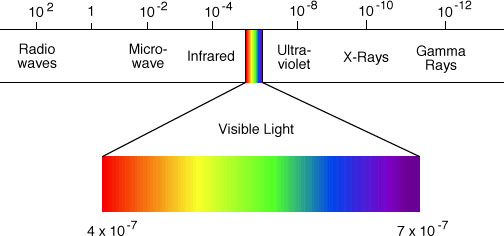 10² 1 10⁻² 10⁻⁴ 10⁻⁸ 10⁻¹⁰ 10⁻¹²
Radio waves
Micro-wave
Infrared
Ultra-violet
X-Rays
Gamma Rays
Visible Light
4 x 10⁻⁷ 7 x 10⁻⁷